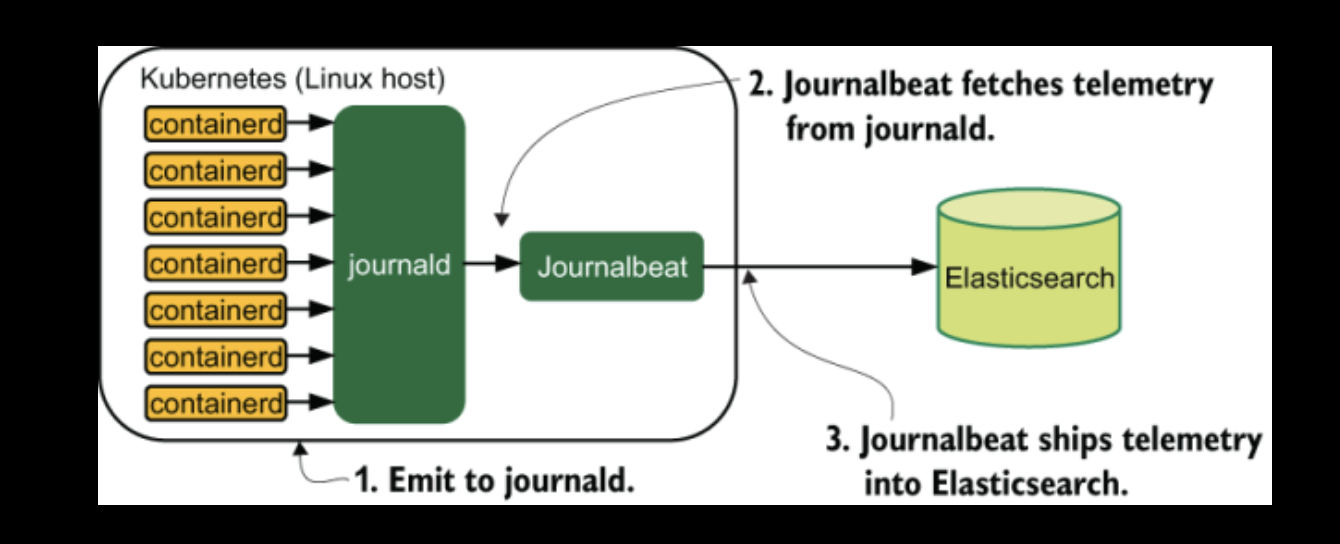 Kubernetes (Linux host)
containerd
containerd
containerd
containerd
containerd
containerd
containerd
journald
Journalbeat
Elasticsearch
1. Emit to journald.
2. Journalbeat fetches telemetry
from journald.
3. Journalbeat ships telemetry
into Elasticsearch.